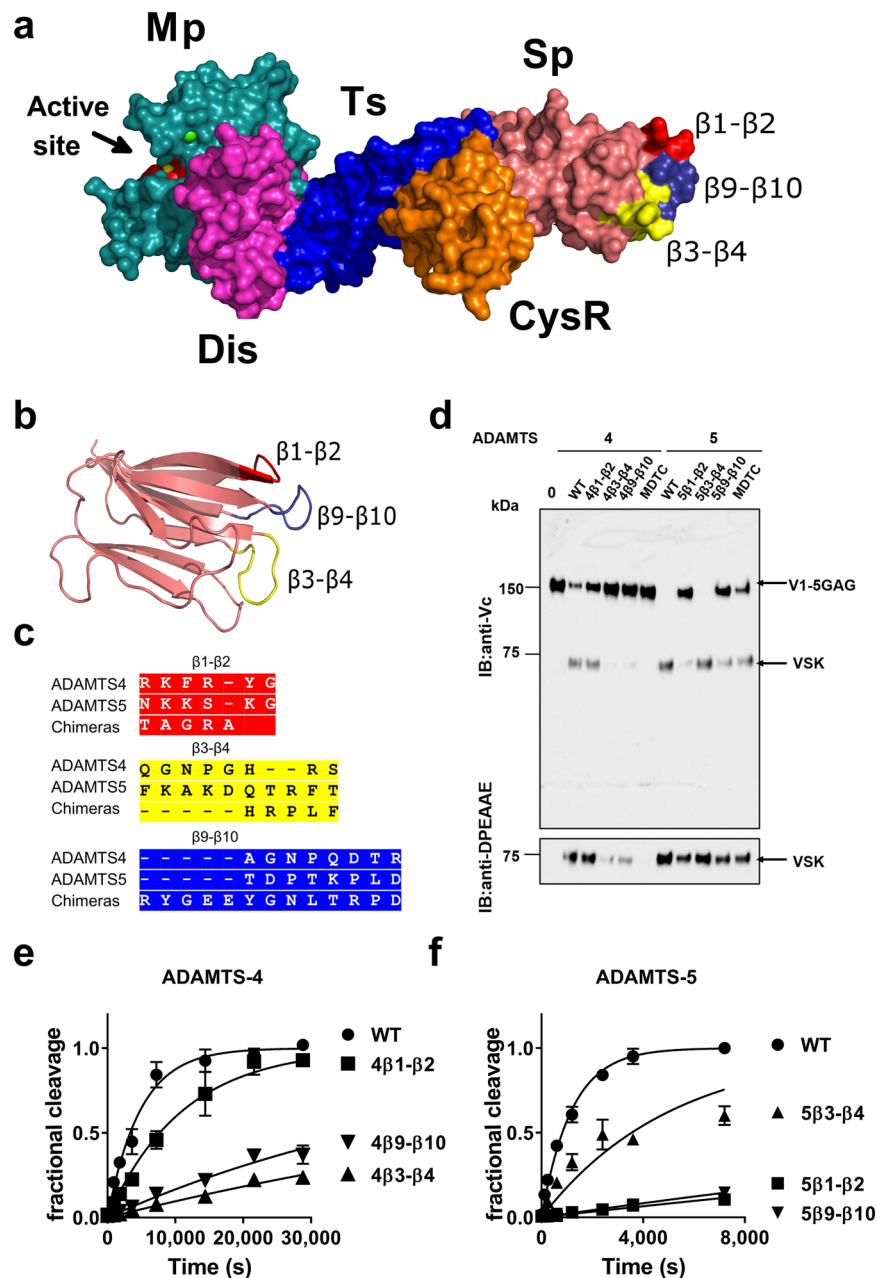 a
Mp
Sp
Active
site
Ts
β1-β2
β9-β10
β3-β4
CysR
Dis
b
β1-β2
β9-β10
β3-β4
c
β1-β2
ADAMTS4 R K F R - Y G
ADAMTS5 N K K S - K G
Chimeras T A G R A
β3-β4
ADAMTS4 Q G N P G H - - R S
ADAMTS5 F K A K D Q T R F T
Chimeras - - - - - H R P L F
β9-β10
ADAMTS4 - - - - - A G N P Q D T R
ADAMTS5 - - - - - T D P T K P L D
Chimeras R Y G E E Y G N L T R P D
d
ADAMTS 4 5
0 WT 4β1-β2 4β3-β4 4β9-β10 MDTC WT 5β1-β2 5β3-β4 5β9-β10 MDTC
kDa
IB:anti-Vc
150
V1-5GAG
75
VSK
IB:anti-DPEAAE
75
VSK
e
ADAMTS-4
fractional cleavage
1.0
0.5
0.0
0 10,000 20,000 30,000
Time (s)
WT
4β1-β2
4β9-β10
4β3-β4
f
ADAMTS-5
fractional cleavage
1.0
0.5
0.0
0 4,000 8,000
Time (s)
WT
5β3-β4
5β1-β2
5β9-β10